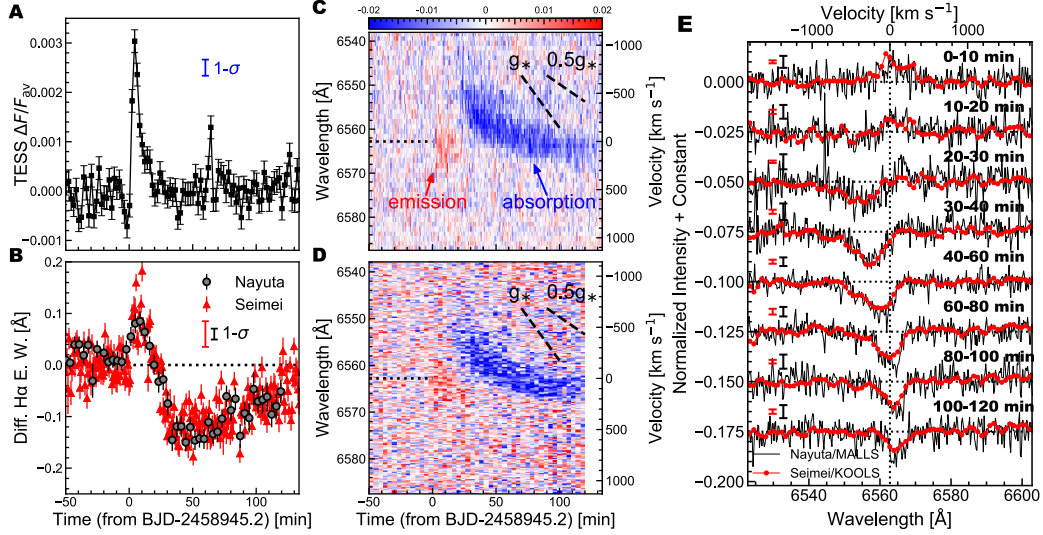 A
TESS ΔF/Fav
0.003
0.002
0.001
0.000
−0.001
1-σ
B
Diff. Hα E. W. [Å]
0.2
0.1
0.0
−0.1
−0.2
Nayuta
Seimei
1-σ
−50 0 50 100
Time (from BJD-2458945.2) [min]
C
−0.02 −0.01 0.00 0.01 0.02
Wavelength [Å]
6540
6550
6560
6570
6580
g* 0.5g*
emission
absorption
−1000
−500
0
500
1000
Velocity [km s⁻¹]
D
Wavelength [Å]
6540
6550
6560
6570
6580
g* 0.5g*
−1000
−500
0
500
1000
Velocity [km s⁻¹]
−50 0 50 100
Time (from BJD-2458945.2) [min]
E
Velocity [km s⁻¹]
−1000 0 1000
Normalized Intensity + Constant
0.000
−0.025
−0.050
−0.075
−0.100
−0.125
−0.150
−0.175
−0.200
0-10 min
10-20 min
20-30 min
30-40 min
40-60 min
60-80 min
80-100 min
100-120 min
Nayuta/MALLS
Seimei/KOOLS
6540 6560 6580 6600
Wavelength [Å]